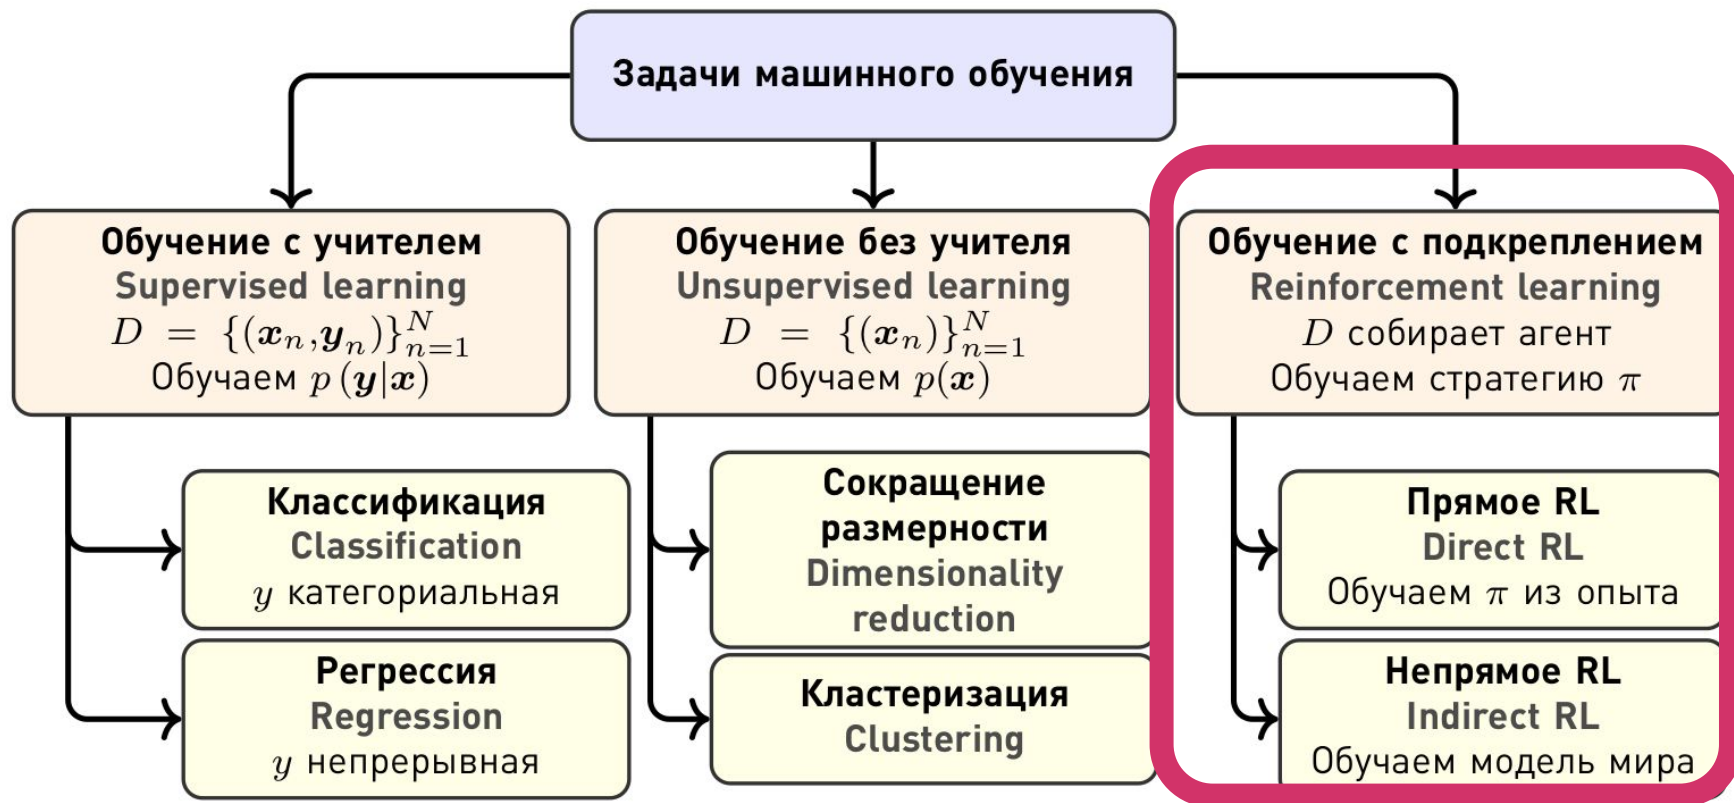 Задачи машинного обучения
Обучение с учителем
Supervised learning
D = {(xₙ,yₙ)}ᴺₙ₌₁
Обучаем p (y|x)
Классификация
Classification
y категориальная
Регрессия
Regression
y непрерывная
Обучение без учителя
Unsupervised learning
D = {(xₙ)}ᴺₙ₌₁
Обучаем p(x)
Сокращение
размерности
Dimensionality
reduction
Кластеризация
Clustering
Обучение с подкреплением
Reinforcement learning
D собирает агент
Обучаем стратегию π
Прямое RL
Direct RL
Обучаем π из опыта
Непрямое RL
Indirect RL
Обучаем модель мира